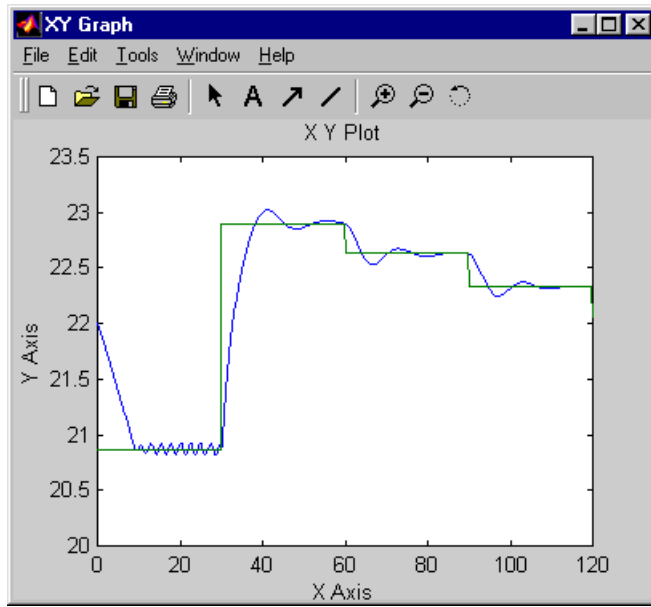 XY Graph
File Edit Tools Window Help
A
X Y Plot
23.5
23
22.5
22
21.5
21
20.5
20
Y Axis
0 20 40 60 80 100 120
X Axis